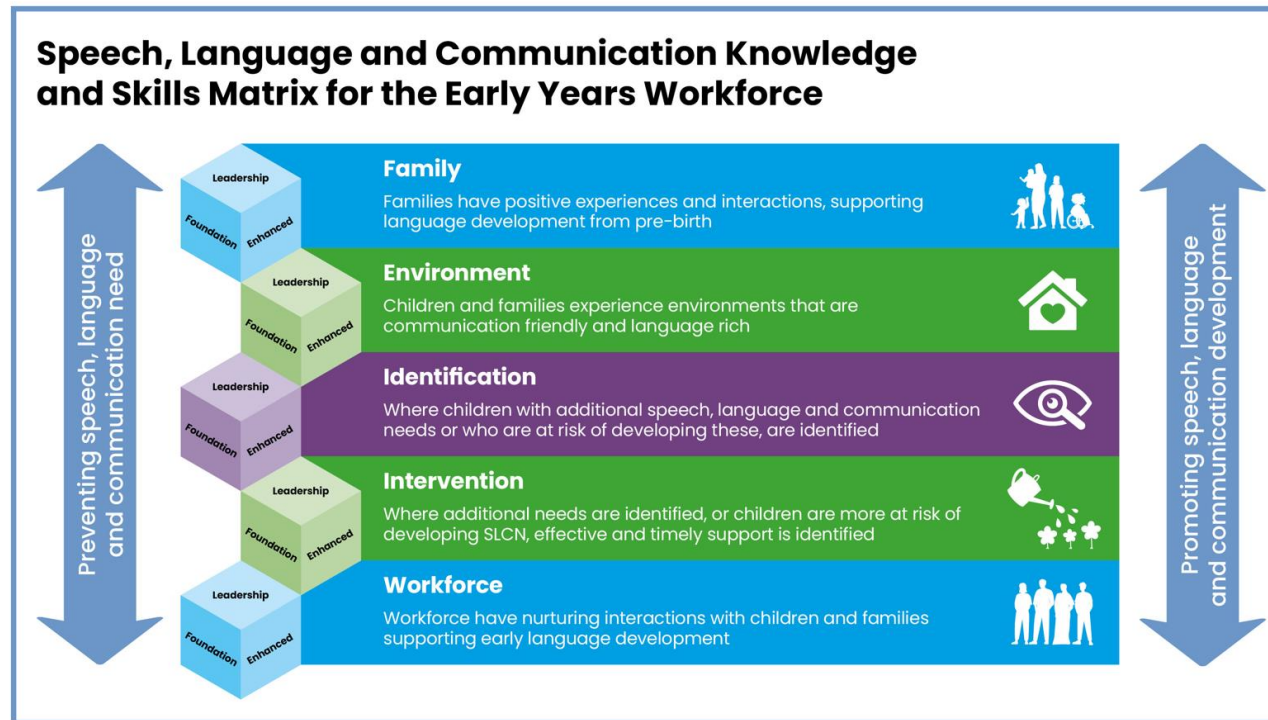 Speech, Language and Communication Knowledge
and Skills Matrix for the Early Years Workforce
Preventing speech, language
and communication need
Leadership
Foundation
Enhanced
Family
Families have positive experiences and interactions, supporting
language development from pre-birth
Leadership
Foundation
Enhanced
Environment
Children and families experience environments that are
communication friendly and language rich
Leadership
Foundation
Enhanced
Identification
Where children with additional speech, language and communication
needs or who are at risk of developing these, are identified
Leadership
Foundation
Enhanced
Intervention
Where additional needs are identified, or children are more at risk of
developing SLCN, effective and timely support is identified
Leadership
Foundation
Enhanced
Workforce
Workforce have nurturing interactions with children and families
supporting early language development
Promoting speech, language
and communication development